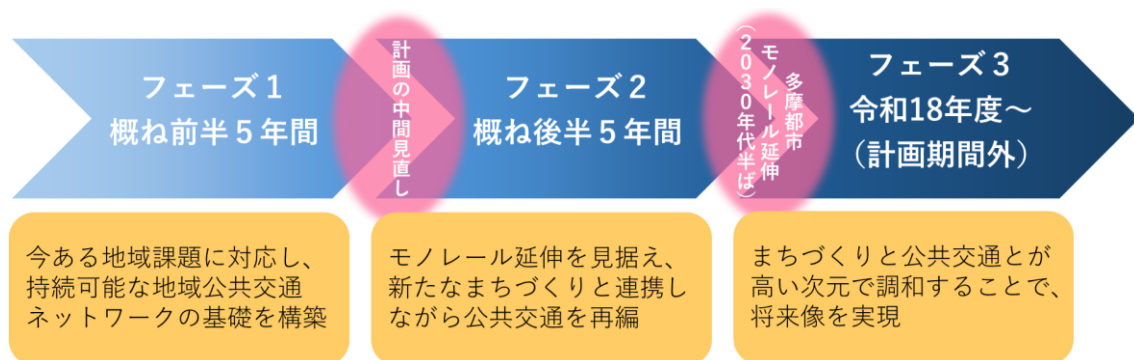 フェーズ１
概ね前半５年間
計画の中間見直し
フェーズ２
概ね後半５年間
多摩都市
モノレール延伸
（２０３０年代半ば）
フェーズ３
令和18年度～
（計画期間外）
今ある地域課題に対応し、
持続可能な地域公共交通
ネットワークの基礎を構築
モノレール延伸を見据え、
新たなまちづくりと連携し
ながら公共交通を再編
まちづくりと公共交通とが
高い次元で調和することで、
将来像を実現